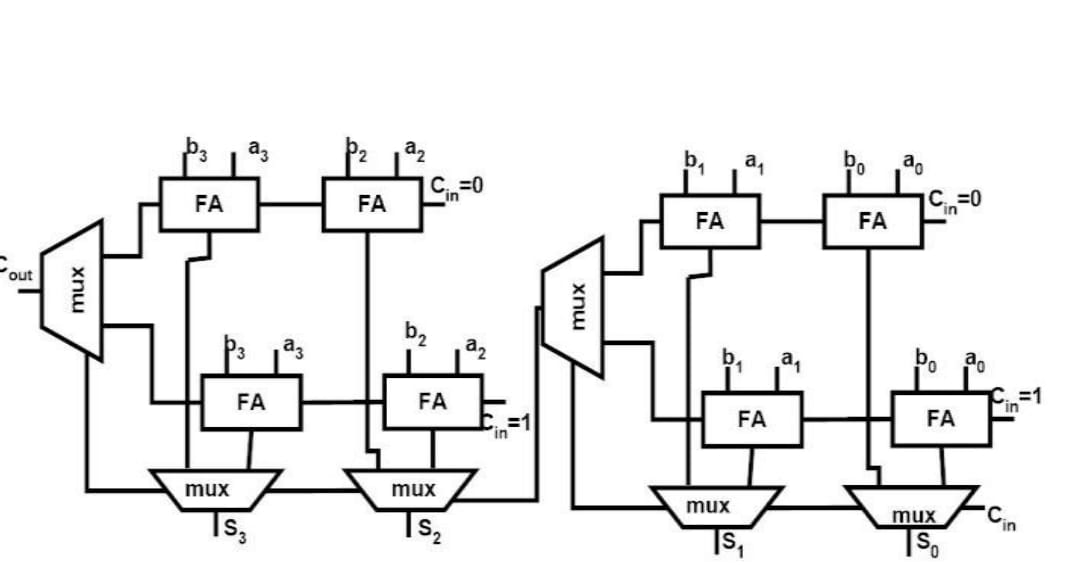 b3 a3 b2 a2
FA FA Cin=0
b1 a1 b0 a0
FA FA Cin=0
Cout mux
mux
b3 a3 b2 a2
FA FA Cin=1
b1 a1 b0 a0
FA FA Cin=1
mux mux
S3 S2
mux mux Cin
S1 S0